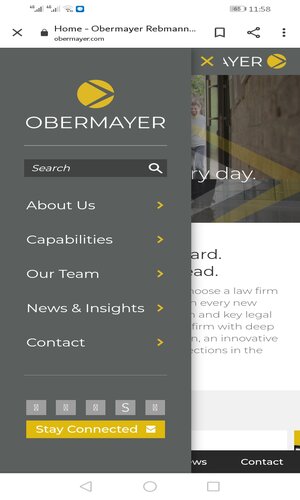 11:58
Home - Obermayer Rebmann...
obermayer.com
OBERMAYER
Search
About Us
Capabilities
Our Team
News & Insights
Contact
S
Stay Connected
AYER
ry day.
ard.
ead.
hoose a law firm
n every new
n and key legal
firm with deep
n, an innovative
ections in the
ws
Contact